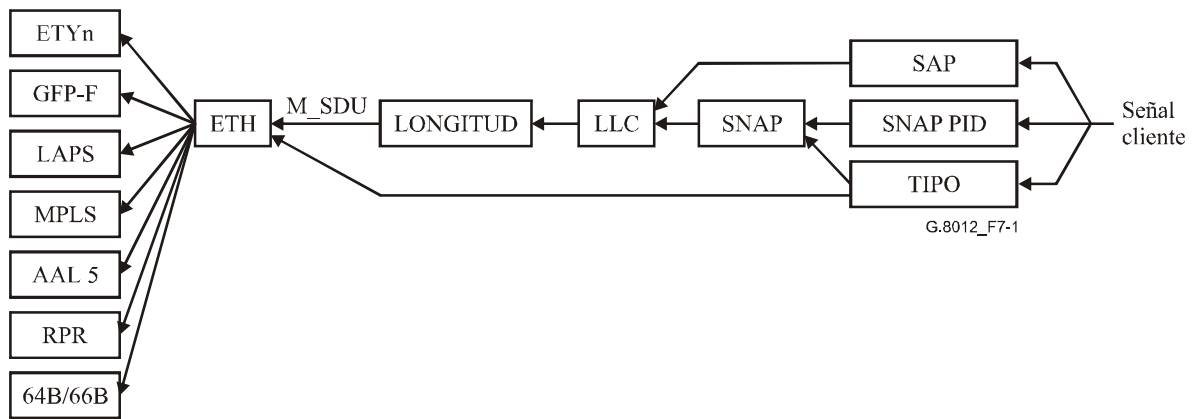 ETYn
GFP-F
LAPS
MPLS
AAL 5
RPR
64B/66B
ETH
M_SDU
LONGITUD
LLC
SNAP
SAP
SNAP PID
TIPO
Señal
cliente
G.8012_F7-1